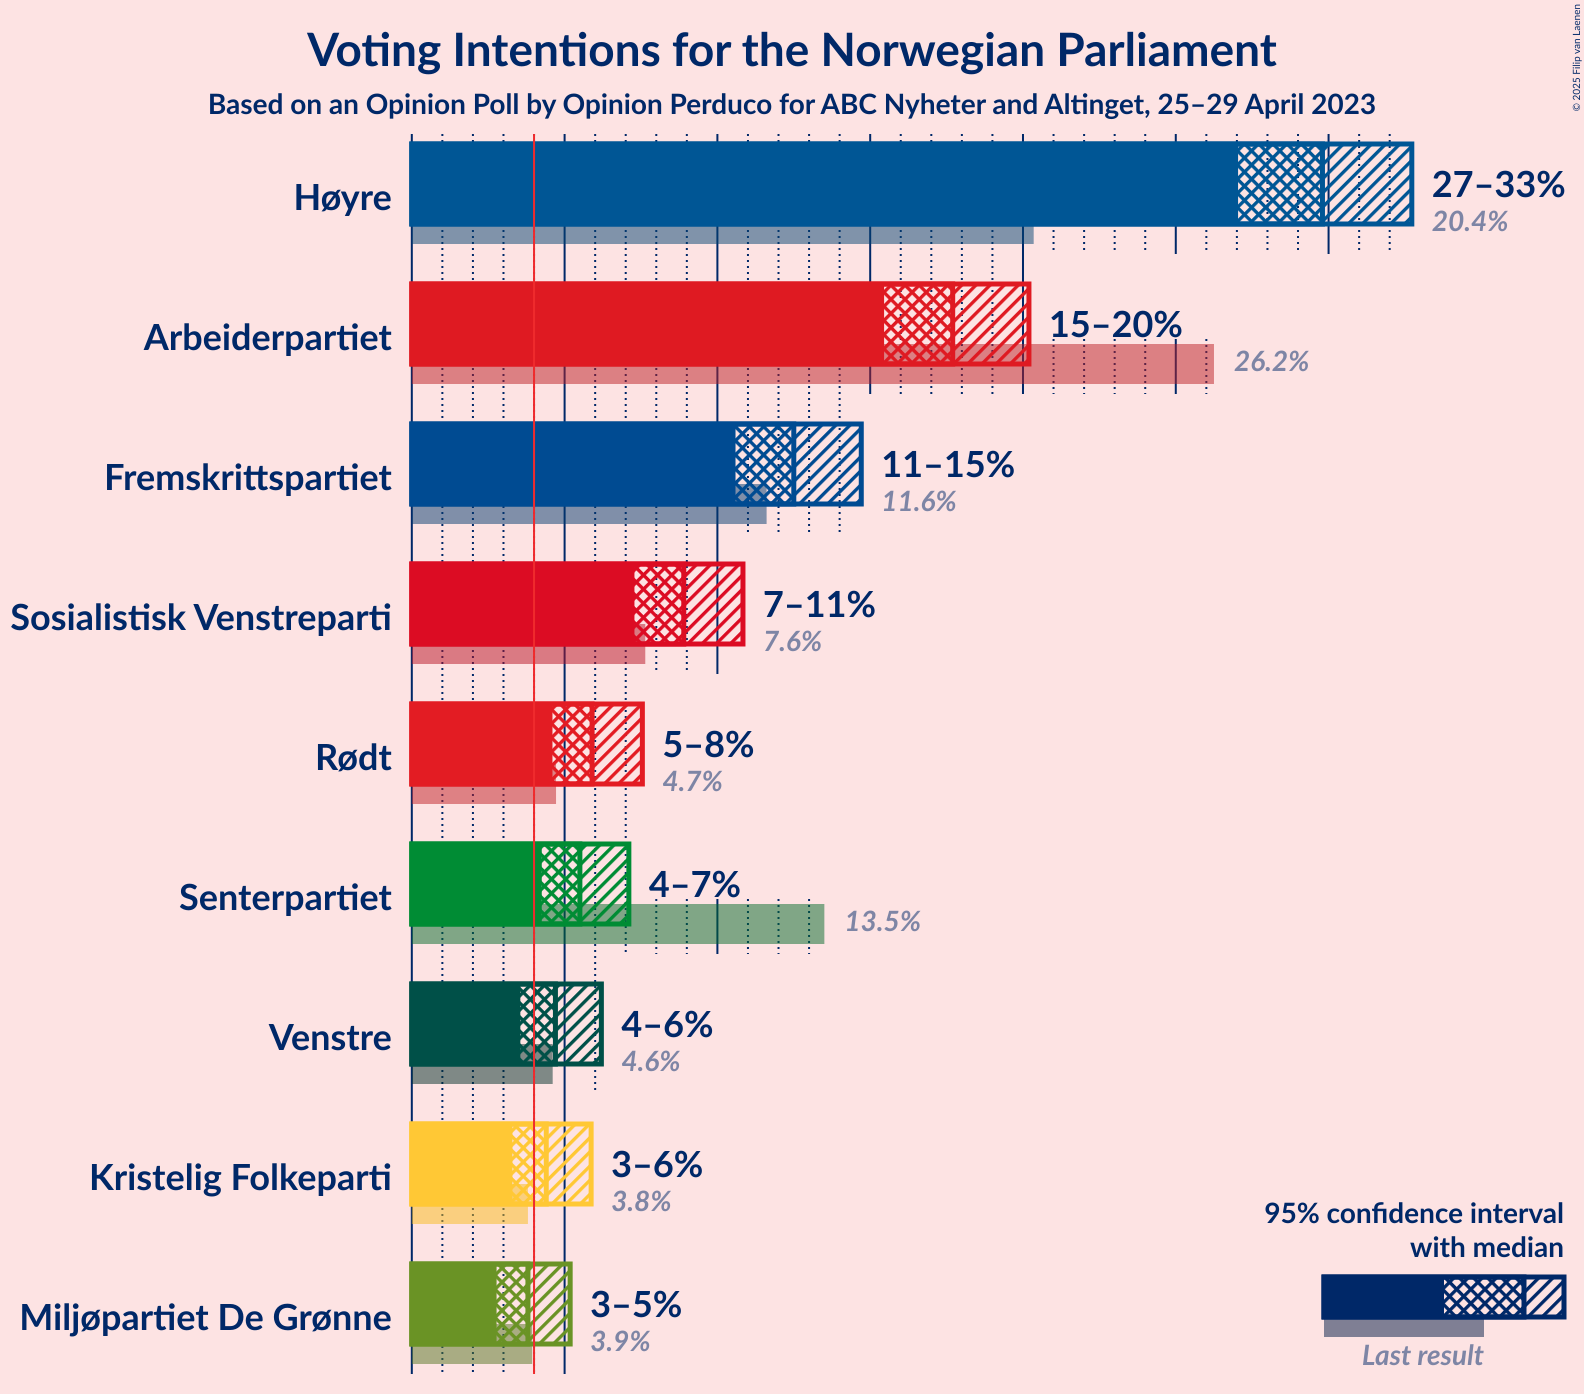 Voting Intentions for the Norwegian Parliament
Based on an Opinion Poll by Opinion Perduco for ABC Nyheter and Altinget, 25–29 April 2023
© 2025 Filip van Laenen
Høyre
27–33%
20.4%
Arbeiderpartiet
15–20%
26.2%
Fremskrittspartiet
11–15%
11.6%
Sosialistisk Venstreparti
7–11%
7.6%
Rødt
5–8%
4.7%
Senterpartiet
4–7%
13.5%
Venstre
4–6%
4.6%
Kristelig Folkeparti
3–6%
3.8%
Miljøpartiet De Grønne
3–5%
3.9%
95% confidence interval
with median
Last result